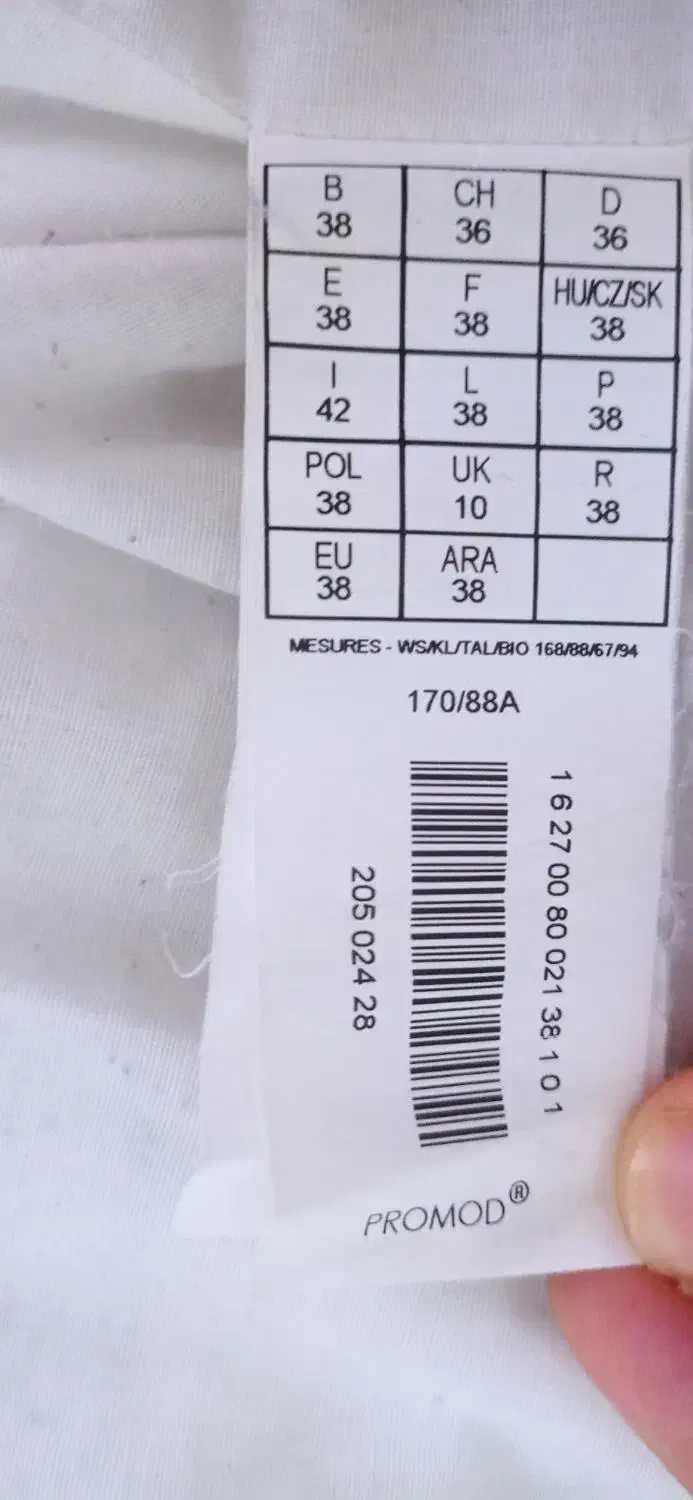 B CH D
38 36 36
E F HU/CZ/SK
38 38 38
I L P
42 38 38
POL UK R
38 10 38
EU ARA
38 38
MESURES - WS/KL/TAL/BIO 168/88/67/94
170/88A
1 6 27 00 80 021 38 1 0 1
205 024 28
PROMOD®